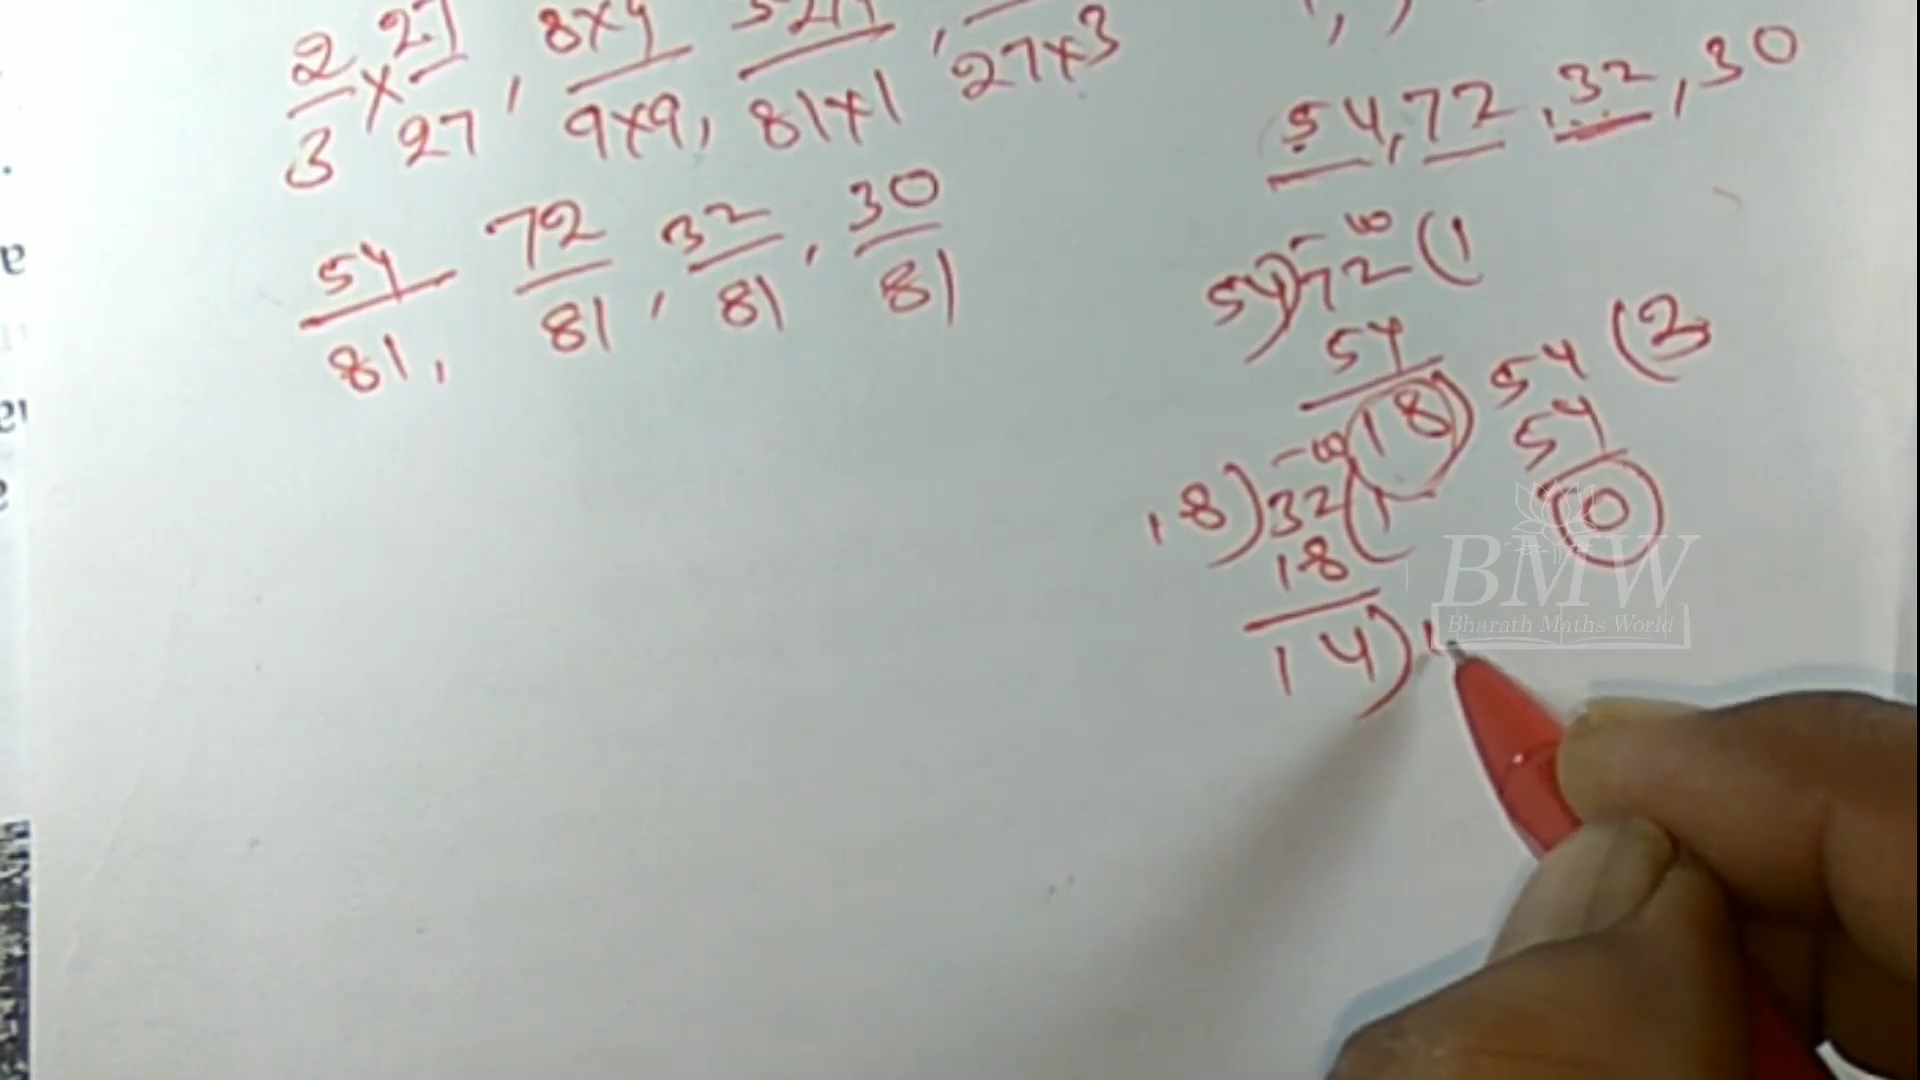 2/3 × 27/27, 8×9/9×9, /81×1, /27×3
54/81, 72/81, 32/81, 30/81
54, 72, 32, 30
54)72(1
54
18)54(3
54
0
18)32(1
18
14)1
BMW
Bharath Maths World